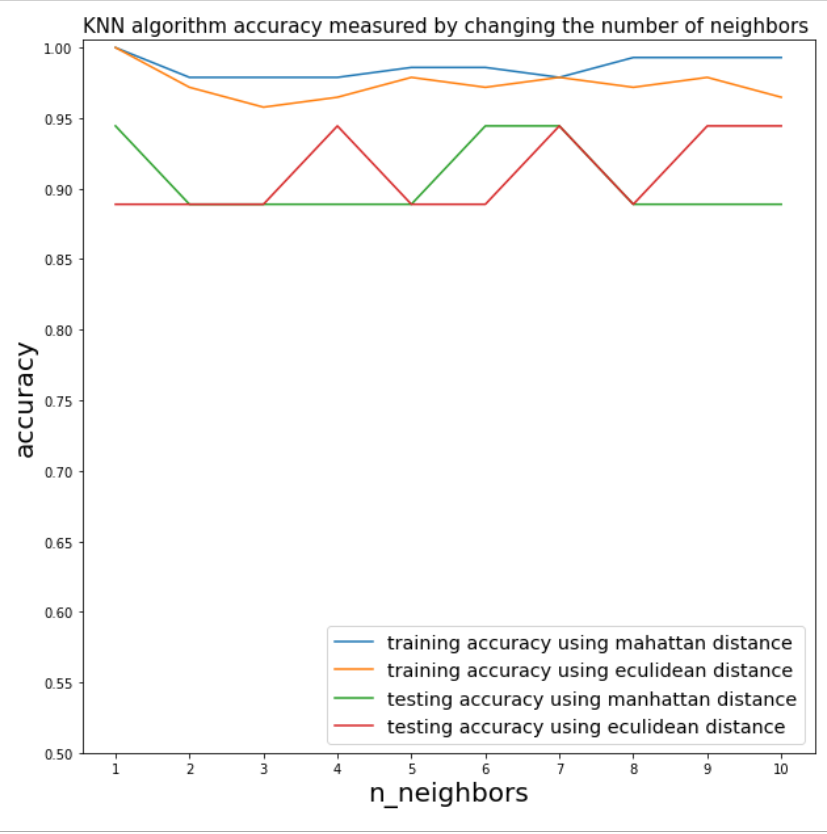 KNN algorithm accuracy measured by changing the number of neighbors
1.00
0.95
0.90
0.85
0.80
0.75
0.70
0.65
0.60
0.55
0.50
accuracy
training accuracy using mahattan distance
training accuracy using eculidean distance
testing accuracy using manhattan distance
testing accuracy using eculidean distance
1 2 3 4 5 6 7 8 9 10
n_neighbors